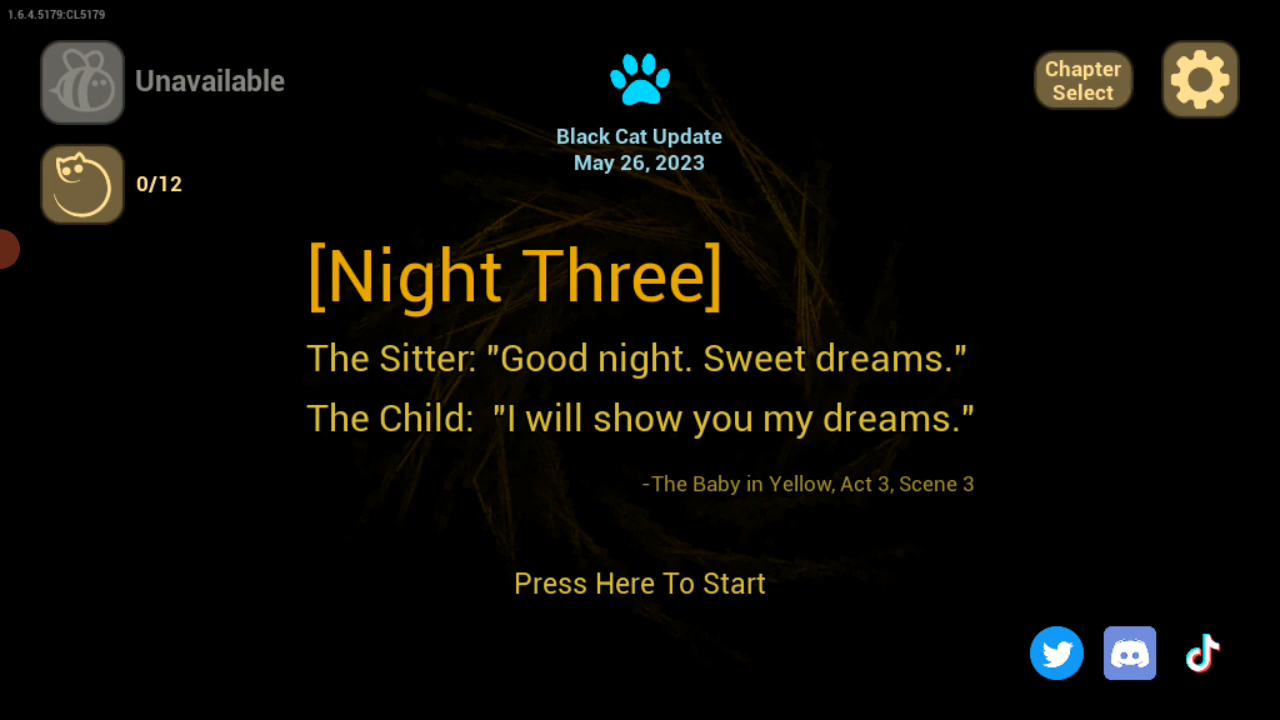 1.6.4.5179:CL5179
Unavailable
Chapter
Select
Black Cat Update
May 26, 2023
0/12
[Night Three]
The Sitter: "Good night. Sweet dreams."
The Child:  "I will show you my dreams."
-The Baby in Yellow, Act 3, Scene 3
Press Here To Start